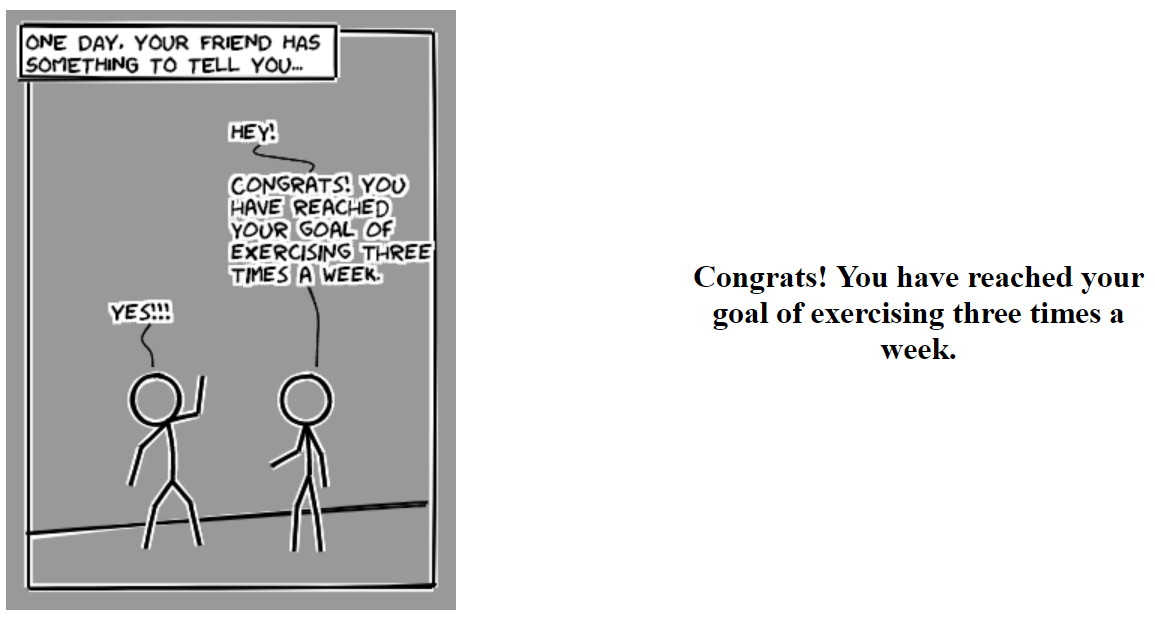 ONE DAY, YOUR FRIEND HAS
SOMETHING TO TELL YOU...
HEY!
CONGRATS! YOU
HAVE REACHED
YOUR GOAL OF
EXERCISING THREE
TIMES A WEEK.
YES!!!
Congrats! You have reached your
goal of exercising three times a
week.